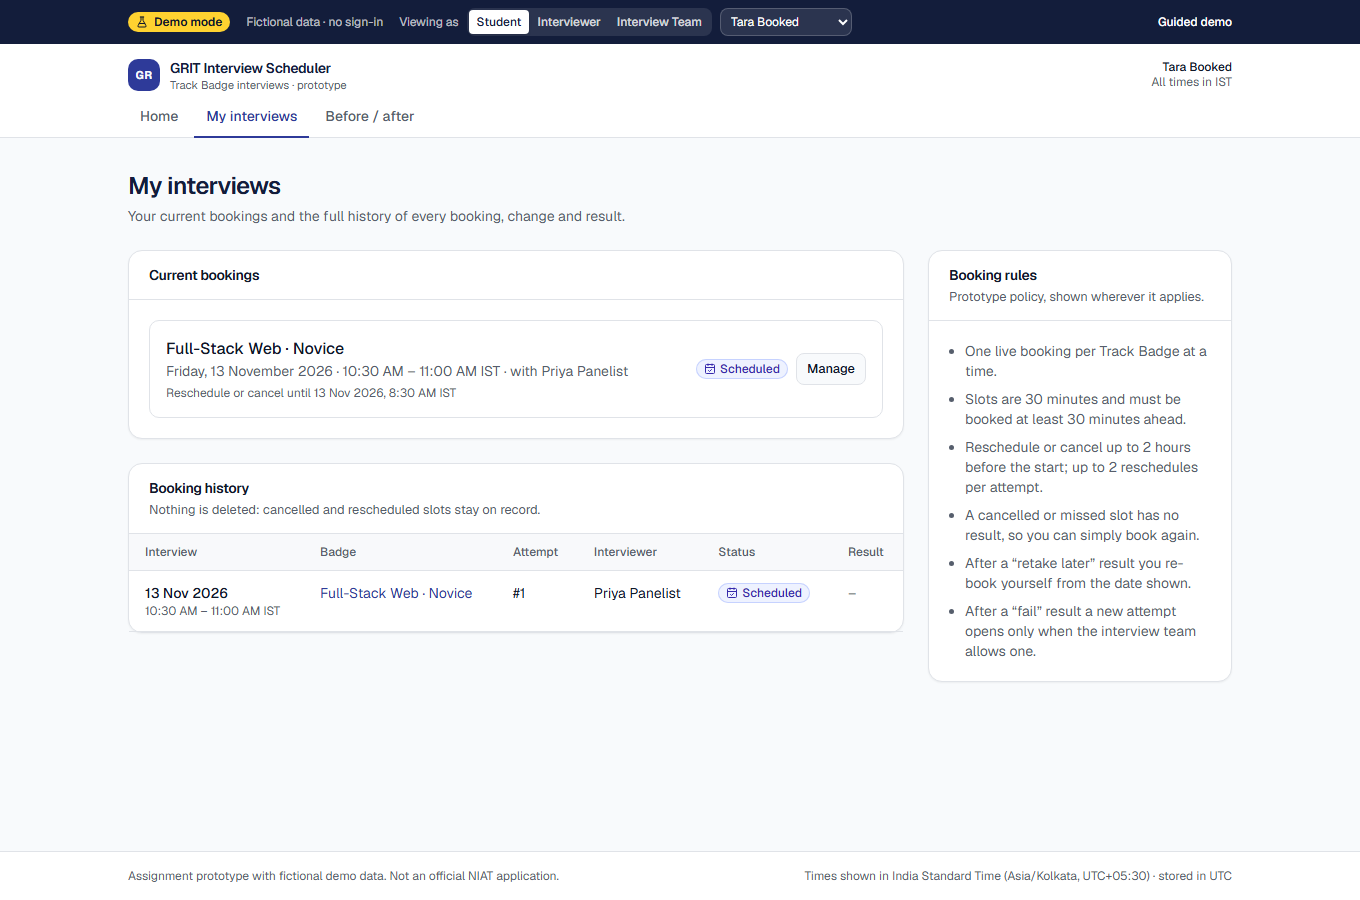 Demo mode Fictional data · no sign-in Viewing as Student Interviewer Interview Team Tara Booked Guided demo
GR GRIT Interview Scheduler
Track Badge interviews · prototype
Tara Booked
All times in IST
Home My interviews Before / after
My interviews
Your current bookings and the full history of every booking, change and result.
Current bookings
Full-Stack Web · Novice
Friday, 13 November 2026 · 10:30 AM – 11:00 AM IST · with Priya Panelist
Reschedule or cancel until 13 Nov 2026, 8:30 AM IST
Scheduled Manage
Booking history
Nothing is deleted: cancelled and rescheduled slots stay on record.
Interview Badge Attempt Interviewer Status Result
13 Nov 2026 Full-Stack Web · Novice #1 Priya Panelist Scheduled –
10:30 AM – 11:00 AM IST
Booking rules
Prototype policy, shown wherever it applies.
• One live booking per Track Badge at a
time.
• Slots are 30 minutes and must be
booked at least 30 minutes ahead.
• Reschedule or cancel up to 2 hours
before the start; up to 2 reschedules
per attempt.
• A cancelled or missed slot has no
result, so you can simply book again.
• After a “retake later” result you re-
book yourself from the date shown.
• After a “fail” result a new attempt
opens only when the interview team
allows one.
Assignment prototype with fictional demo data. Not an official NIAT application.
Times shown in India Standard Time (Asia/Kolkata, UTC+05:30) · stored in UTC